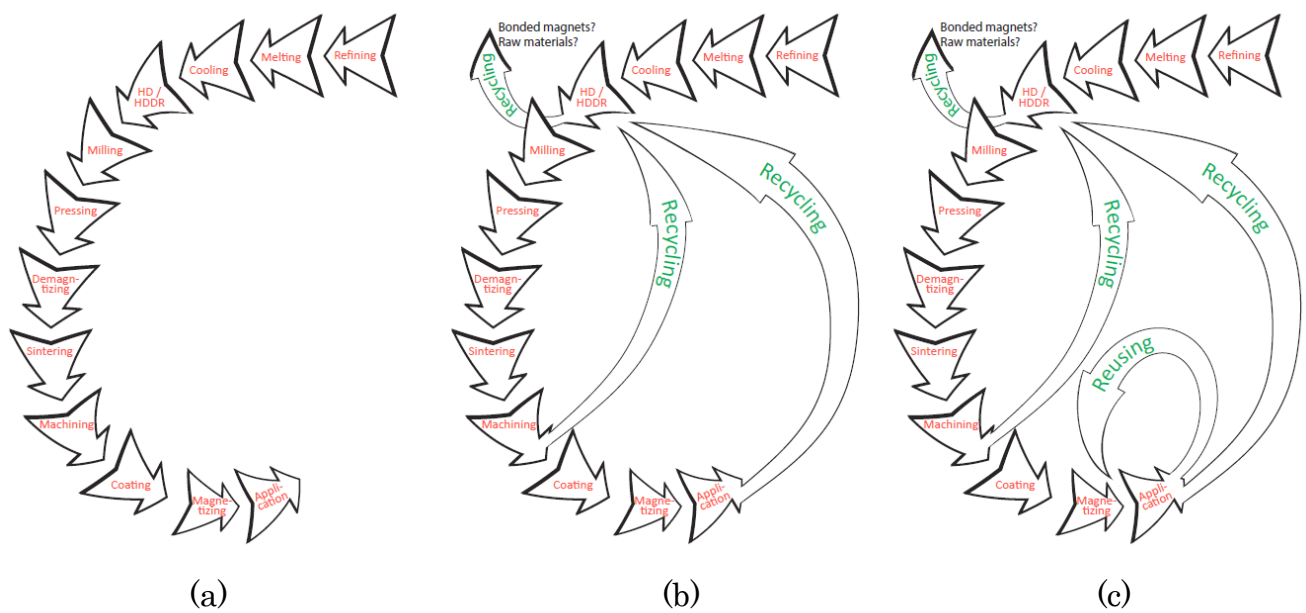 Refining
Melting
Cooling
HD /
HDDR
Milling
Pressing
Demagn-
tizing
Sintering
Machining
Coating
Magne-
tizing
Appli-
cation
(a)
Bonded magnets?
Raw materials?
Refining
Melting
Cooling
HD /
HDDR
Recycling
Milling
Pressing
Demagn-
tizing
Sintering
Machining
Coating
Magne-
tizing
Appli-
cation
Recycling
Recycling
(b)
Bonded magnets?
Raw materials?
Refining
Melting
Cooling
HD /
HDDR
Recycling
Milling
Pressing
Demagn-
tizing
Sintering
Machining
Coating
Magne-
tizing
Appli-
cation
Recycling
Recycling
Reusing
(c)